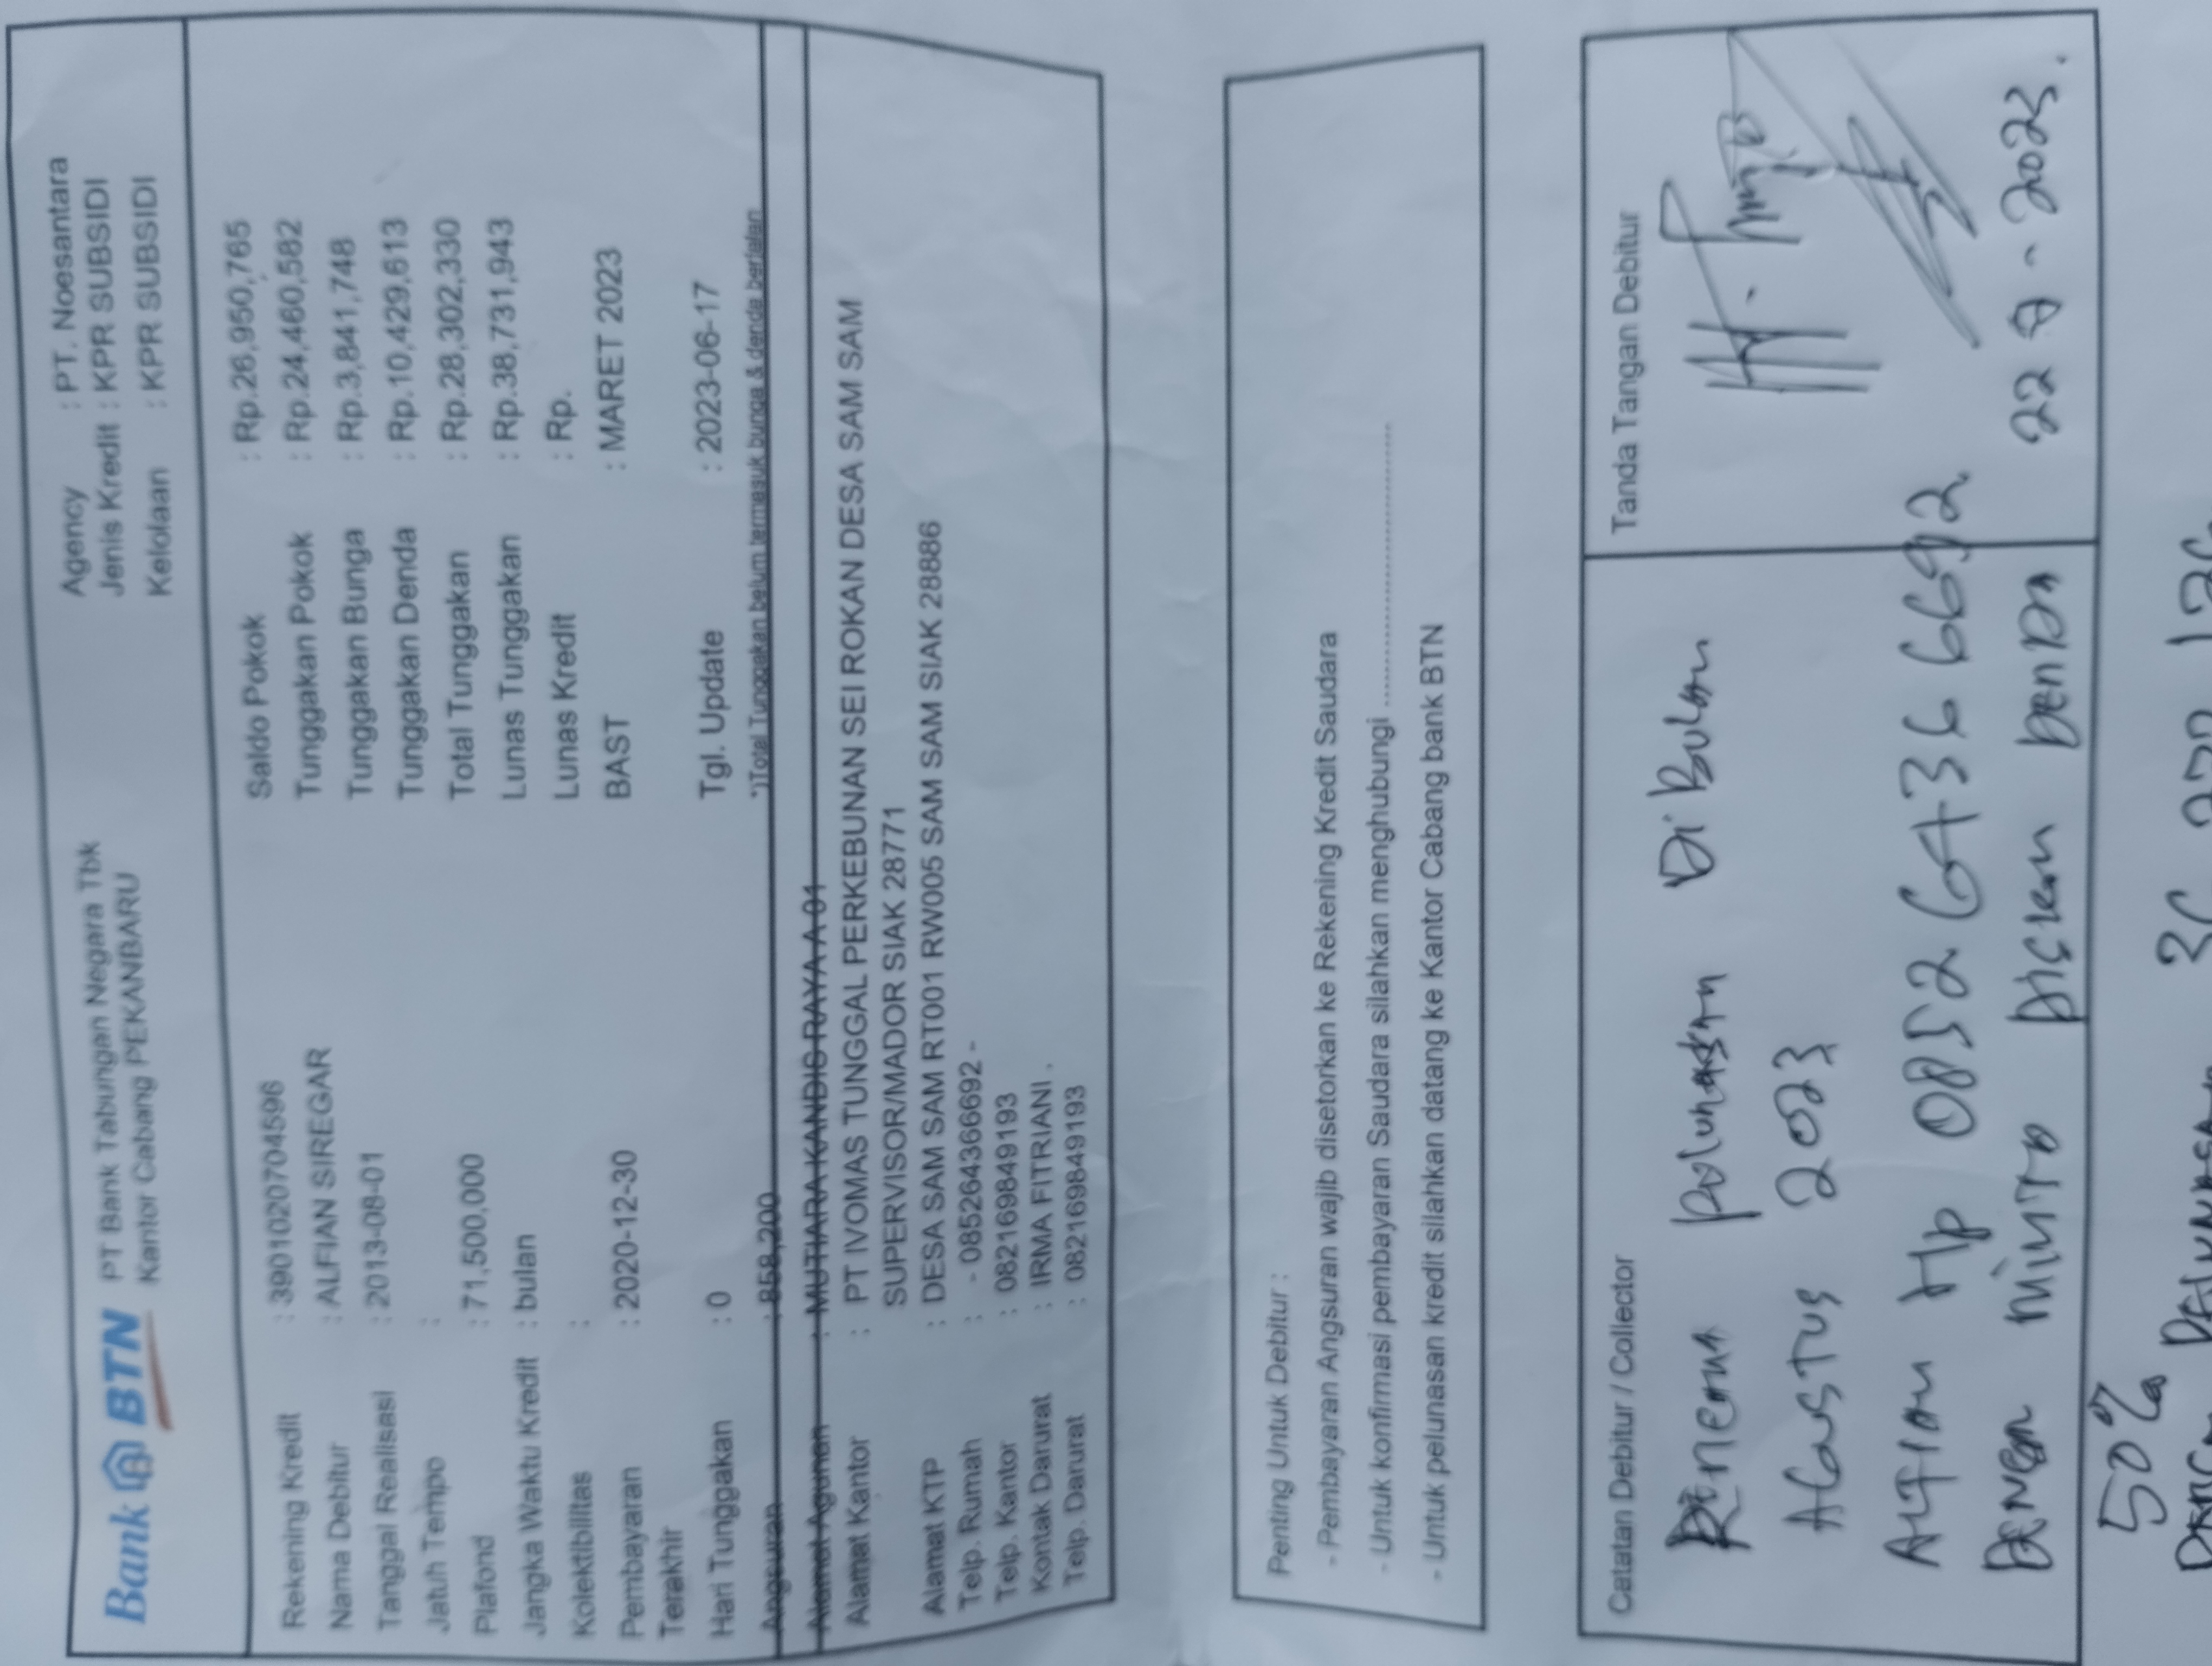 Bank BTN PT Bank Tabungan Negara Tbk
Kantor Cabang PEKANBARU
Agency : PT. Noesantara
Jenis Kredit : KPR SUBSIDI
Kelolaan : KPR SUBSIDI
Rekening Kredit : 3901020704596
Nama Debitur : ALFIAN SIREGAR
Tanggal Realisasi : 2013-08-01
Jatuh Tempo :
Plafond : 71,500,000
Jangka Waktu Kredit : bulan
Kolektibilitas :
Pembayaran : 2020-12-30
Terakhir
Hari Tunggakan : 0
Angsuran : 858,200
Saldo Pokok : Rp.26,950,765
Tunggakan Pokok : Rp.24,460,582
Tunggakan Bunga : Rp.3,841,748
Tunggakan Denda : Rp.10,429,613
Total Tunggakan : Rp.28,302,330
Lunas Tunggakan : Rp.38,731,943
Lunas Kredit : Rp.
BAST : MARET 2023
Tgl. Update : 2023-06-17
*)Total Tunggakan belum termasuk bunga & denda berjalan
Alamat Agunan : MUTIARA KANDIS RAYA A 01
Alamat Kantor : PT IVOMAS TUNGGAL PERKEBUNAN SEI ROKAN DESA SAM SAM
SUPERVISOR/MADOR SIAK 28771
Alamat KTP : DESA SAM SAM RT001 RW005 SAM SAM SIAK 28886
Telp. Rumah : - 085264366692 -
Telp. Kantor : 082169849193
Kontak Darurat : IRMA FITRIANI .
Telp. Darurat : 082169849193
Penting Untuk Debitur :
- Pembayaran Angsuran wajib disetorkan ke Rekening Kredit Saudara
- Untuk konfirmasi pembayaran Saudara silahkan menghubungi ..............................
- Untuk pelunasan kredit silahkan datang ke Kantor Cabang bank BTN
Catatan Debitur / Collector
pelunasan Di Bulan
AGustus 2023
ALFian Hp 0852 6436 6692
minta Diskon DenDa
50%
Tanda Tangan Debitur
22 - 7 - 2023.